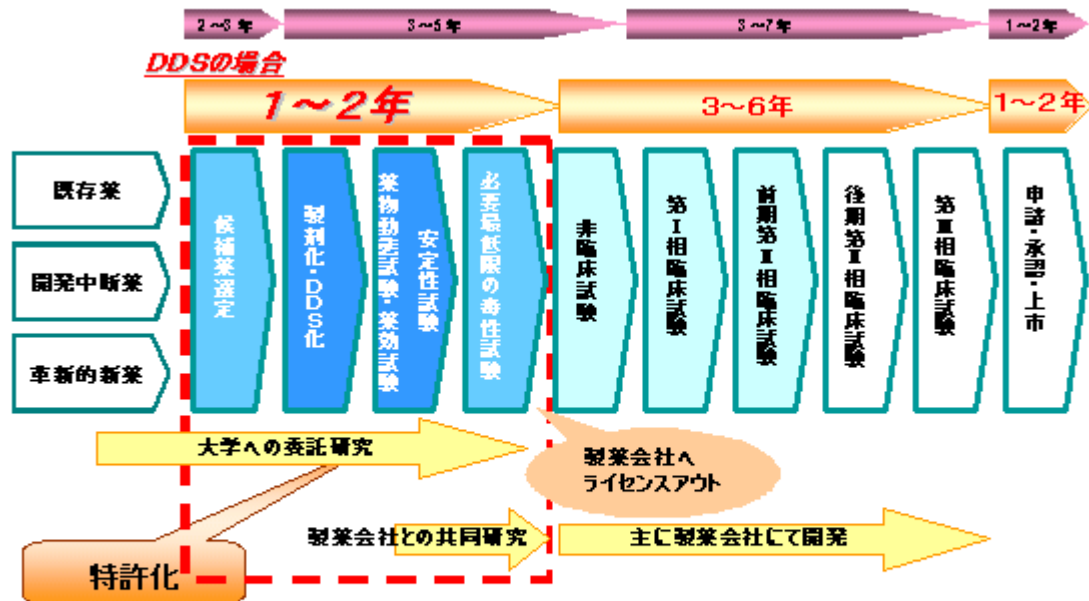 2～3年
3～5年
3～7年
1～2年
DDSの場合
1～2年
3～6年
1～2年
既存薬
開発中断薬
革新的新薬
候補薬選定
製剤化・DDS化
薬物動態試験・薬効試験
安定性試験
必要最低限の毒性試験
非臨床試験
第Ⅰ相臨床試験
前期第Ⅱ相臨床試験
後期第Ⅱ相臨床試験
第Ⅲ相臨床試験
申請・承認・上市
大学への委託研究
製薬会社へ
ライセンスアウト
製薬会社との共同研究
主に製薬会社にて開発
特許化